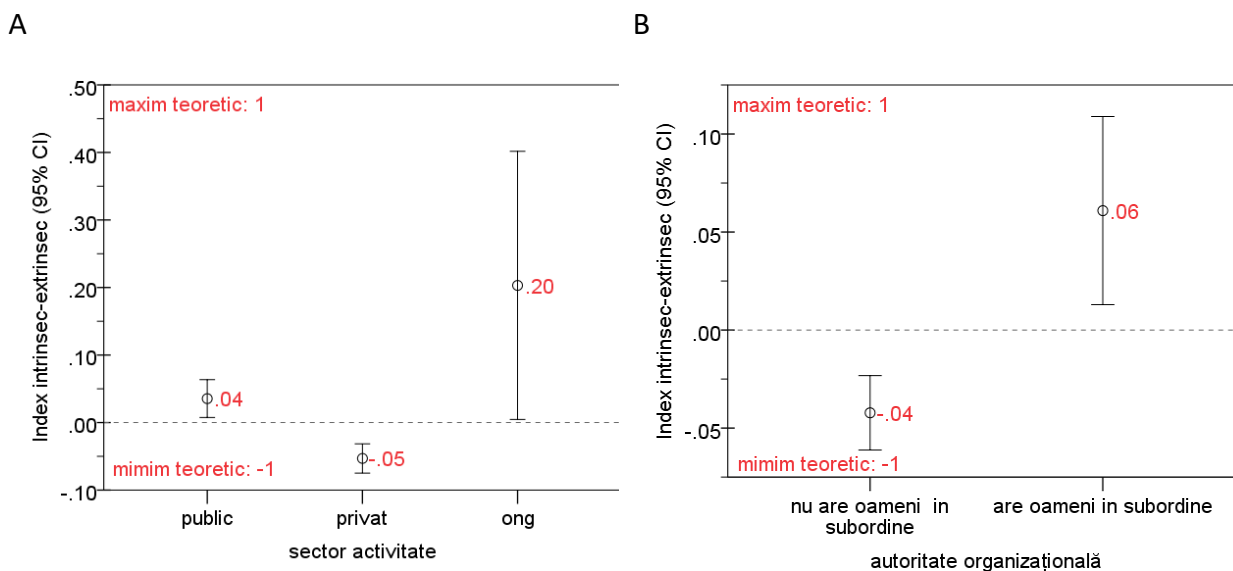 A
B
Index intrinsec-extrinsec (95% CI)
.50
.40
.30
.20
.10
.00
-.10
maxim teoretic: 1
.04
-.05
.20
mimim teoretic: -1
public
privat
ong
sector activitate
Index intrinsec-extrinsec (95% CI)
.10
.05
.00
-.05
maxim teoretic: 1
-.04
.06
mimim teoretic: -1
nu are oameni in
subordine
are oameni in subordine
autoritate organizațională